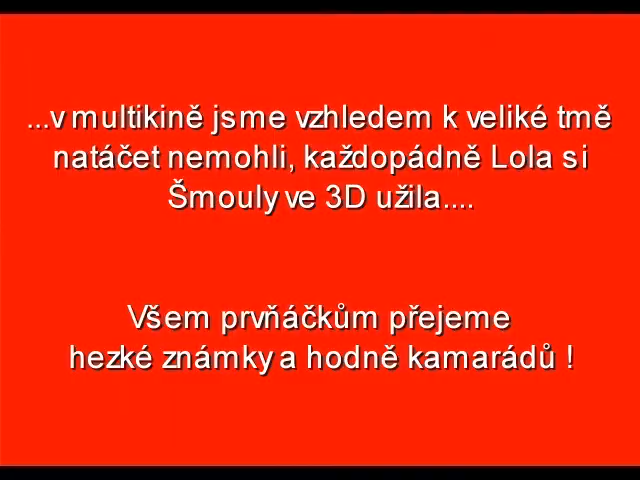 ...v multikině jsme vzhledem k veliké tmě
natáčet nemohli, každopádně Lola si
Šmouly ve 3D užila....
Všem prvňáčkům přejeme
hezké známky a hodně kamarádů !